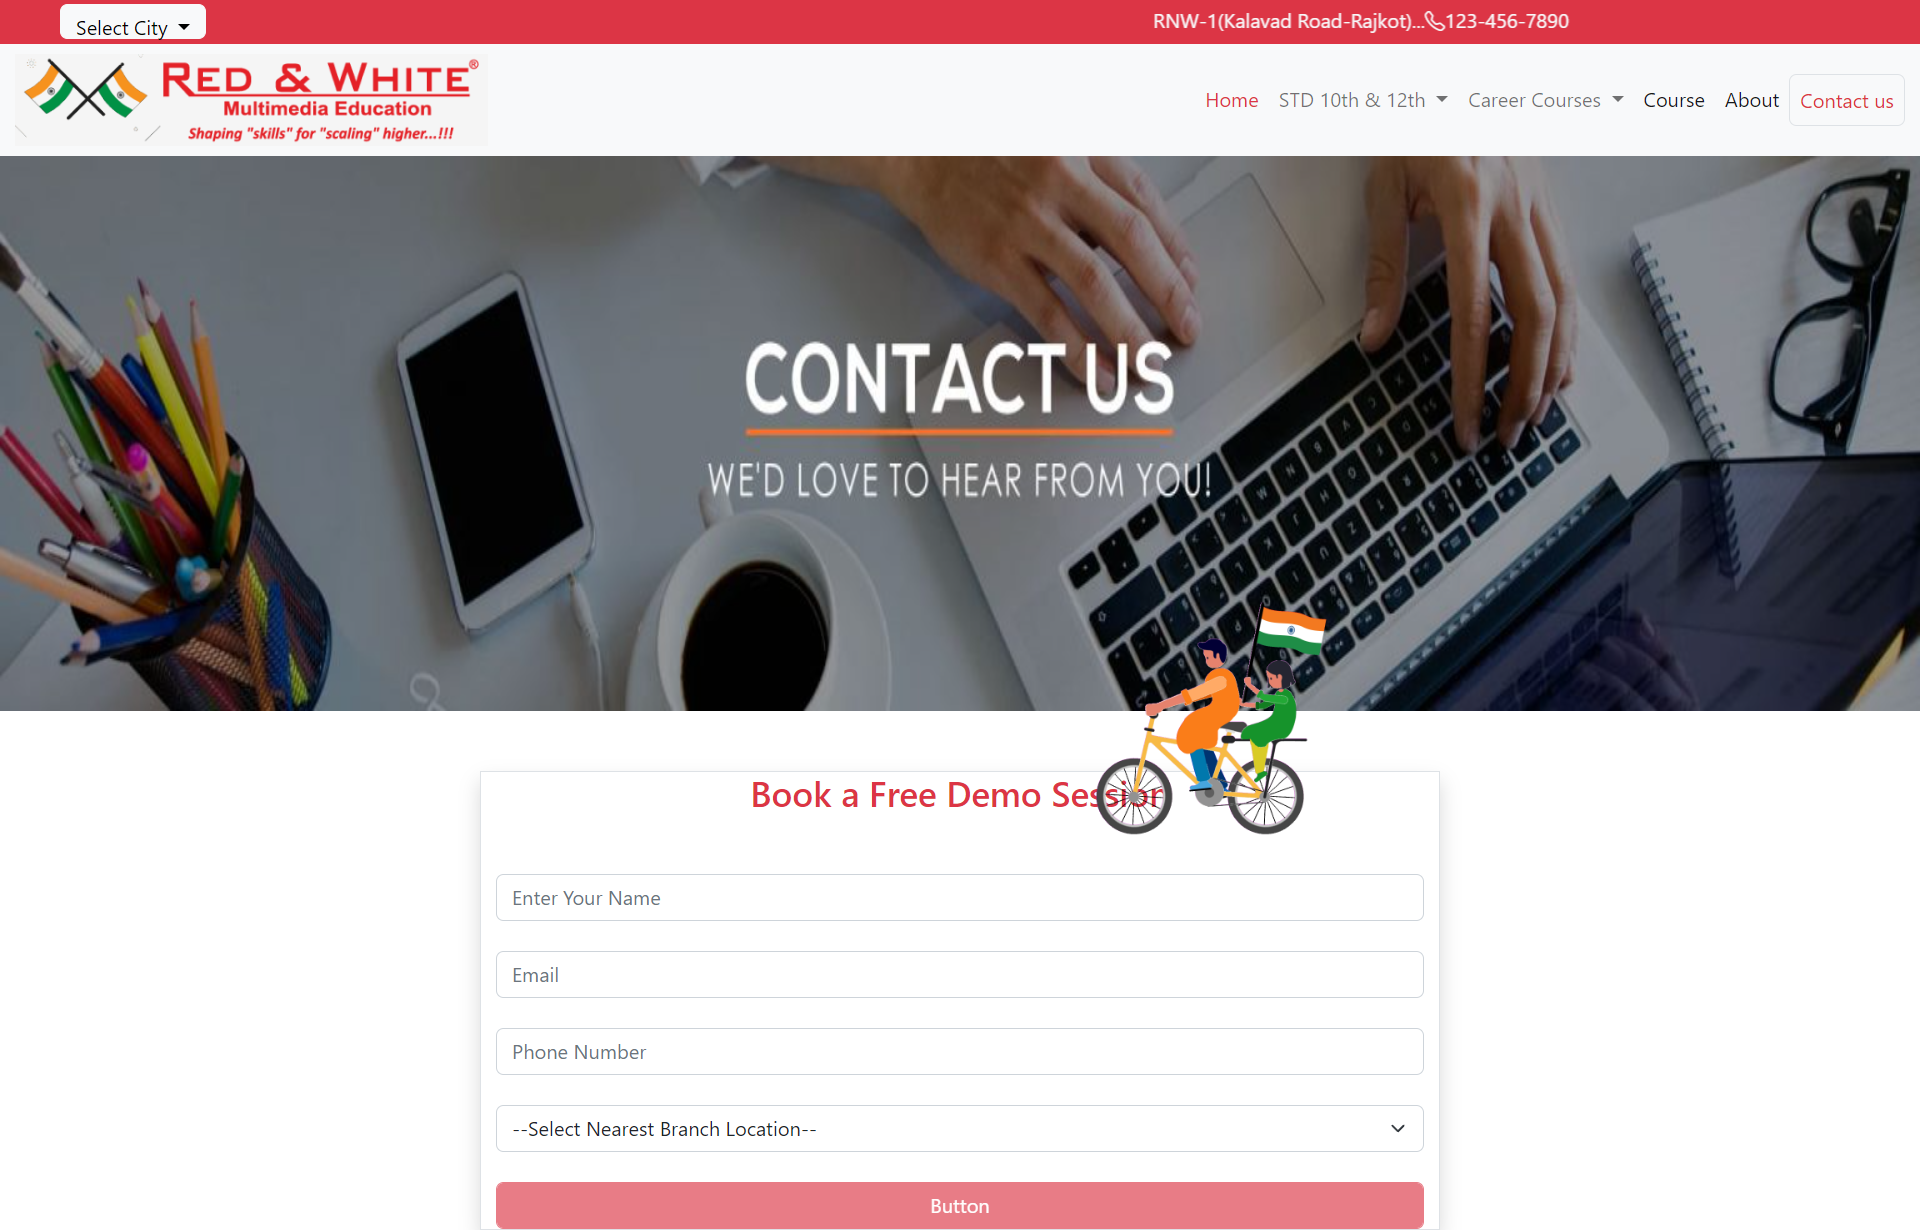 Select City
RNW-1(Kalavad Road-Rajkot)...123-456-7890
RED & WHITE®
Multimedia Education
Shaping "skills" for "scaling" higher...!!!
Home
STD 10th & 12th
Career Courses
Course
About
Contact us
CONTACT US
WE'D LOVE TO HEAR FROM YOU!
Book a Free Demo Session
Enter Your Name
Email
Phone Number
--Select Nearest Branch Location--
Button